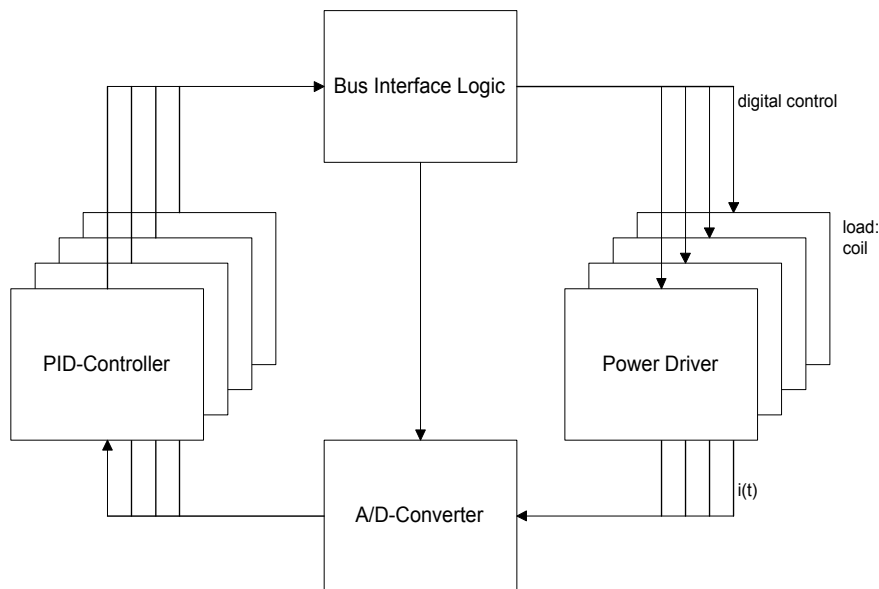 Bus Interface Logic
digital control
load:
coil
PID-Controller
Power Driver
i(t)
A/D-Converter